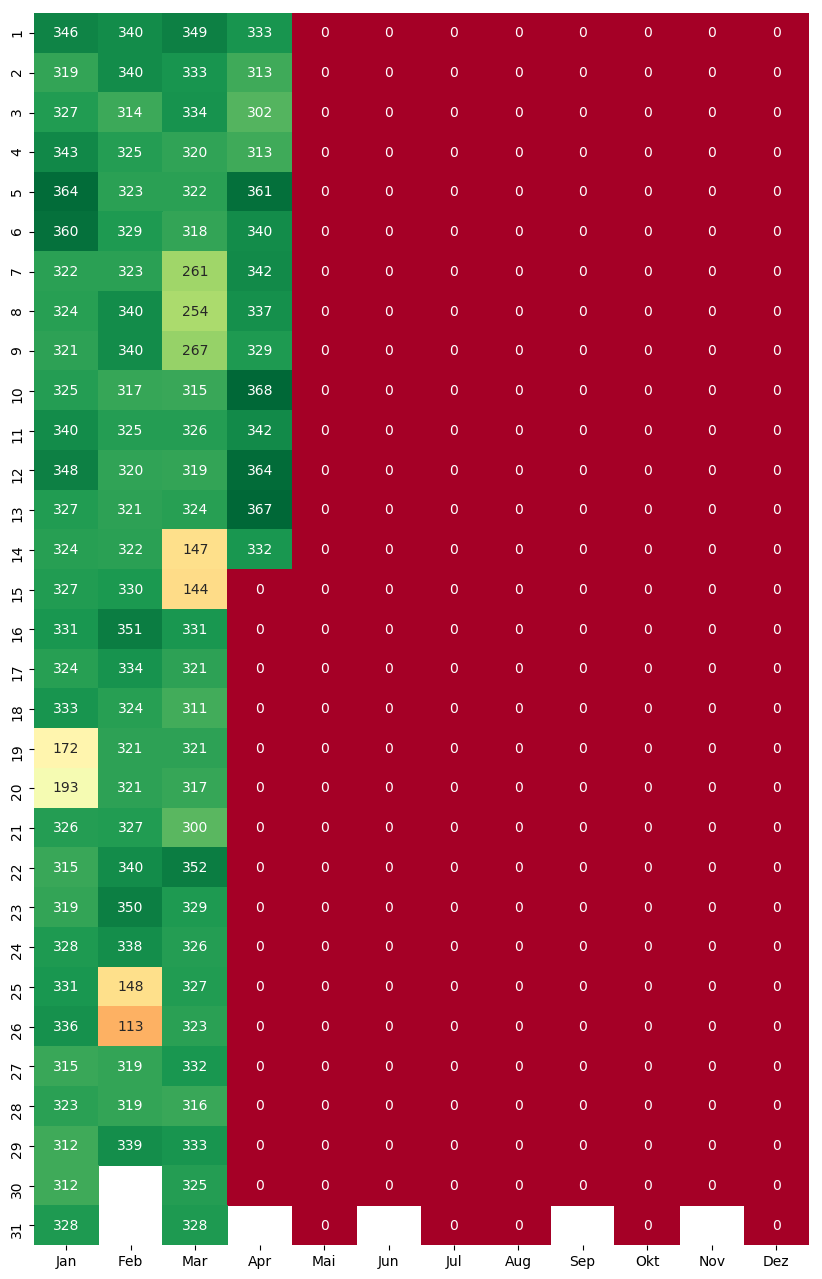 1 346 340 349 333 0 0 0 0 0 0 0 0
2 319 340 333 313 0 0 0 0 0 0 0 0
3 327 314 334 302 0 0 0 0 0 0 0 0
4 343 325 320 313 0 0 0 0 0 0 0 0
5 364 323 322 361 0 0 0 0 0 0 0 0
6 360 329 318 340 0 0 0 0 0 0 0 0
7 322 323 261 342 0 0 0 0 0 0 0 0
8 324 340 254 337 0 0 0 0 0 0 0 0
9 321 340 267 329 0 0 0 0 0 0 0 0
10 325 317 315 368 0 0 0 0 0 0 0 0
11 340 325 326 342 0 0 0 0 0 0 0 0
12 348 320 319 364 0 0 0 0 0 0 0 0
13 327 321 324 367 0 0 0 0 0 0 0 0
14 324 322 147 332 0 0 0 0 0 0 0 0
15 327 330 144 0 0 0 0 0 0 0 0 0
16 331 351 331 0 0 0 0 0 0 0 0 0
17 324 334 321 0 0 0 0 0 0 0 0 0
18 333 324 311 0 0 0 0 0 0 0 0 0
19 172 321 321 0 0 0 0 0 0 0 0 0
20 193 321 317 0 0 0 0 0 0 0 0 0
21 326 327 300 0 0 0 0 0 0 0 0 0
22 315 340 352 0 0 0 0 0 0 0 0 0
23 319 350 329 0 0 0 0 0 0 0 0 0
24 328 338 326 0 0 0 0 0 0 0 0 0
25 331 148 327 0 0 0 0 0 0 0 0 0
26 336 113 323 0 0 0 0 0 0 0 0 0
27 315 319 332 0 0 0 0 0 0 0 0 0
28 323 319 316 0 0 0 0 0 0 0 0 0
29 312 339 333 0 0 0 0 0 0 0 0 0
30 312 325 0 0 0 0 0 0 0 0 0
31 328 328 0 0 0 0 0
Jan Feb Mar Apr Mai Jun Jul Aug Sep Okt Nov Dez